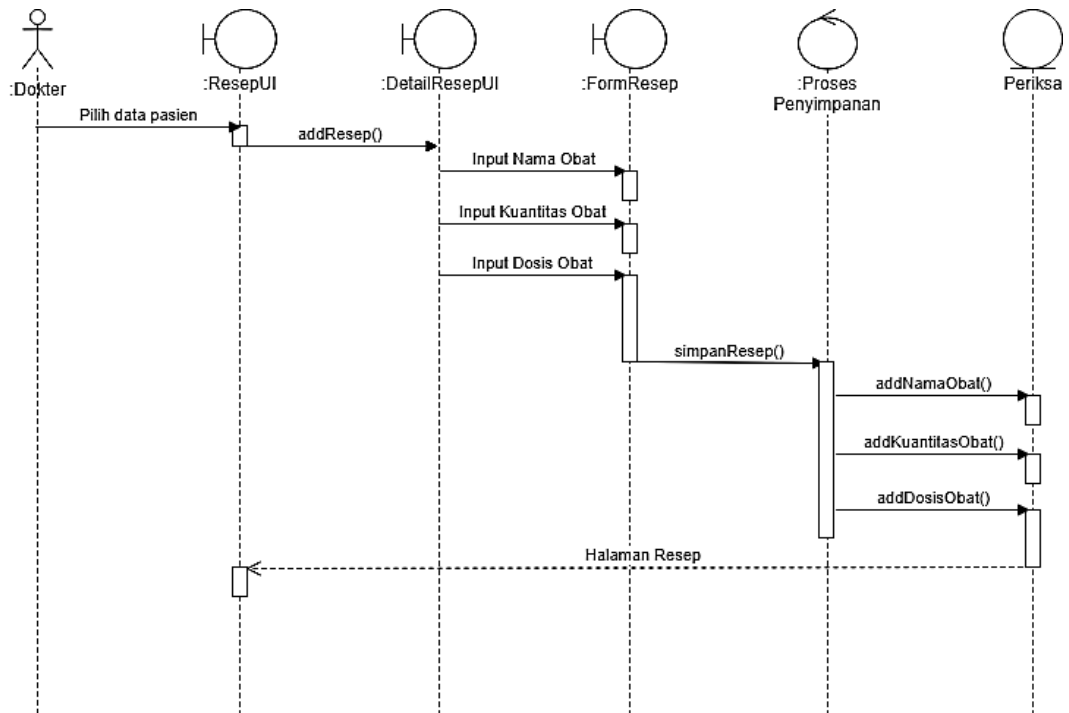 :Dokter
:ResepUI
:DetailResepUI
:FormResep
:Proses
Penyimpanan
Periksa
Pilih data pasien
addResep()
Input Nama Obat
Input Kuantitas Obat
Input Dosis Obat
simpanResep()
addNamaObat()
addKuantitasObat()
addDosisObat()
Halaman Resep